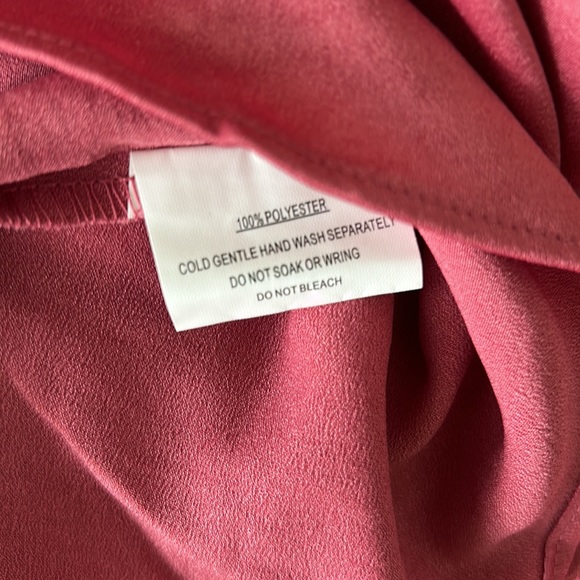 100% POLYESTER
COLD GENTLE HAND WASH SEPARATELY
DO NOT SOAK OR WRING
DO NOT BLEACH